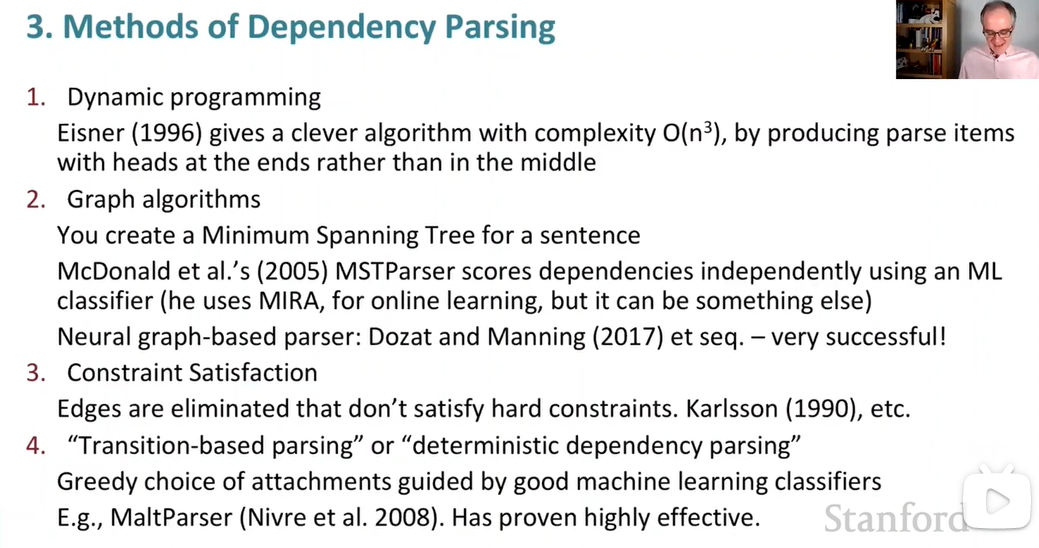 3. Methods of Dependency Parsing
1. Dynamic programming
Eisner (1996) gives a clever algorithm with complexity O(n³), by producing parse items
with heads at the ends rather than in the middle
2. Graph algorithms
You create a Minimum Spanning Tree for a sentence
McDonald et al.’s (2005) MSTParser scores dependencies independently using an ML
classifier (he uses MIRA, for online learning, but it can be something else)
Neural graph-based parser: Dozat and Manning (2017) et seq. – very successful!
3. Constraint Satisfaction
Edges are eliminated that don’t satisfy hard constraints. Karlsson (1990), etc.
4. “Transition-based parsing” or “deterministic dependency parsing”
Greedy choice of attachments guided by good machine learning classifiers
E.g., MaltParser (Nivre et al. 2008). Has proven highly effective.
Stanford